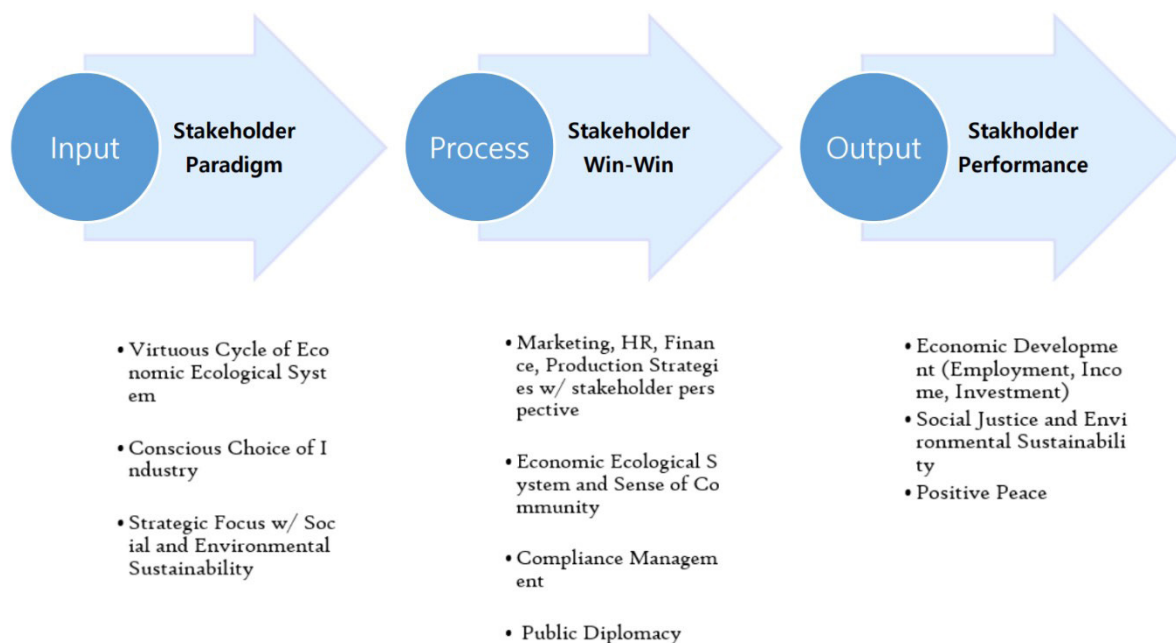 Input
Stakeholder
Paradigm
• Virtuous Cycle of Eco
nomic Ecological Syst
em
• Conscious Choice of I
ndustry
• Strategic Focus w/ Soc
ial and Environmental
Sustainability
Process
Stakeholder
Win-Win
• Marketing, HR, Finan
ce, Production Strategi
es w/ stakeholder pers
pective
• Economic Ecological S
ystem and Sense of Co
mmunity
• Compliance Managem
ent
• Public Diplomacy
Output
Stakholder
Performance
• Economic Developme
nt (Employment, Inco
me, Investment)
• Social Justice and Envi
ronmental Sustainabili
ty
• Positive Peace